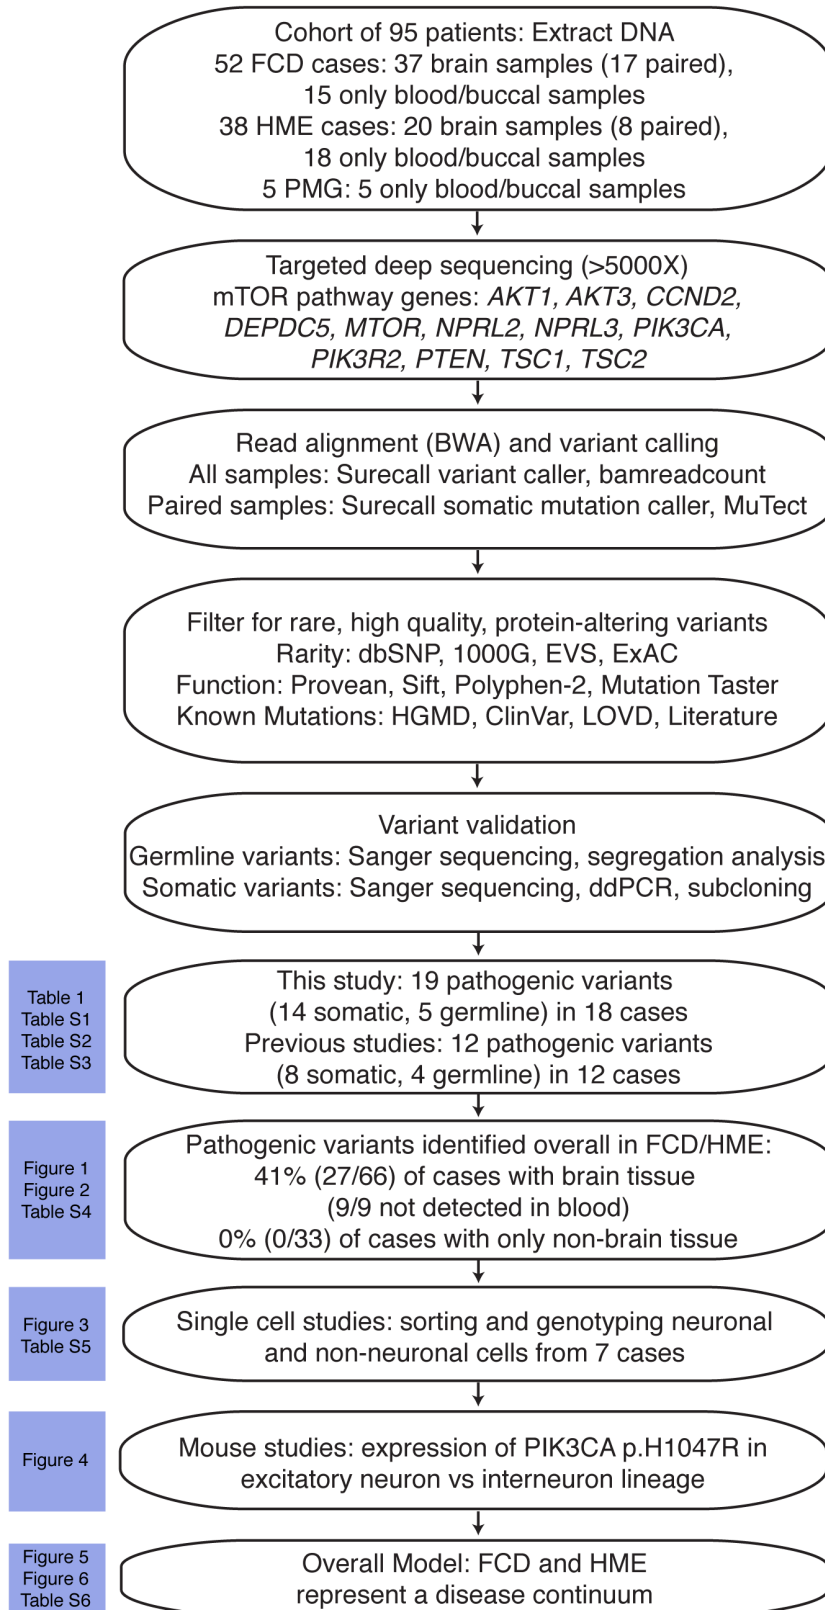 Cohort of 95 patients: Extract DNA
52 FCD cases: 37 brain samples (17 paired),
15 only blood/buccal samples
38 HME cases: 20 brain samples (8 paired),
18 only blood/buccal samples
5 PMG: 5 only blood/buccal samples
Targeted deep sequencing (>5000X)
mTOR pathway genes: AKT1, AKT3, CCND2,
DEPDC5, MTOR, NPRL2, NPRL3, PIK3CA,
PIK3R2, PTEN, TSC1, TSC2
Read alignment (BWA) and variant calling
All samples: Surecall variant caller, bamreadcount
Paired samples: Surecall somatic mutation caller, MuTect
Filter for rare, high quality, protein-altering variants
Rarity: dbSNP, 1000G, EVS, ExAC
Function: Provean, Sift, Polyphen-2, Mutation Taster
Known Mutations: HGMD, ClinVar, LOVD, Literature
Variant validation
Germline variants: Sanger sequencing, segregation analysis
Somatic variants: Sanger sequencing, ddPCR, subcloning
Table 1
Table S1
Table S2
Table S3
This study: 19 pathogenic variants
(14 somatic, 5 germline) in 18 cases
Previous studies: 12 pathogenic variants
(8 somatic, 4 germline) in 12 cases
Figure 1
Figure 2
Table S4
Pathogenic variants identified overall in FCD/HME:
41% (27/66) of cases with brain tissue
(9/9 not detected in blood)
0% (0/33) of cases with only non-brain tissue
Figure 3
Table S5
Single cell studies: sorting and genotyping neuronal
and non-neuronal cells from 7 cases
Figure 4
Mouse studies: expression of PIK3CA p.H1047R in
excitatory neuron vs interneuron lineage
Figure 5
Figure 6
Table S6
Overall Model: FCD and HME
represent a disease continuum